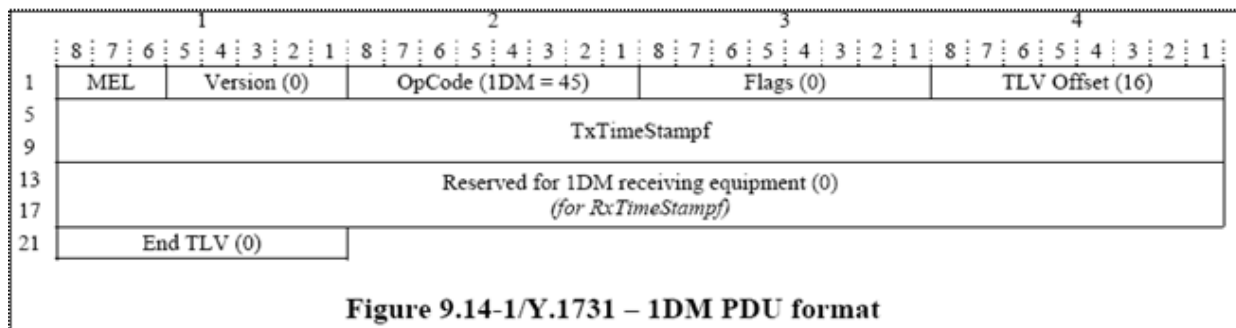 1 2 3 4
8 7 6 5 4 3 2 1 8 7 6 5 4 3 2 1 8 7 6 5 4 3 2 1 8 7 6 5 4 3 2 1
1 MEL Version (0) OpCode (1DM = 45) Flags (0) TLV Offset (16)
5
TxTimeStampf
9
13 Reserved for 1DM receiving equipment (0)
17 (for RxTimeStampf)
21 End TLV (0)
Figure 9.14-1/Y.1731 – 1DM PDU format